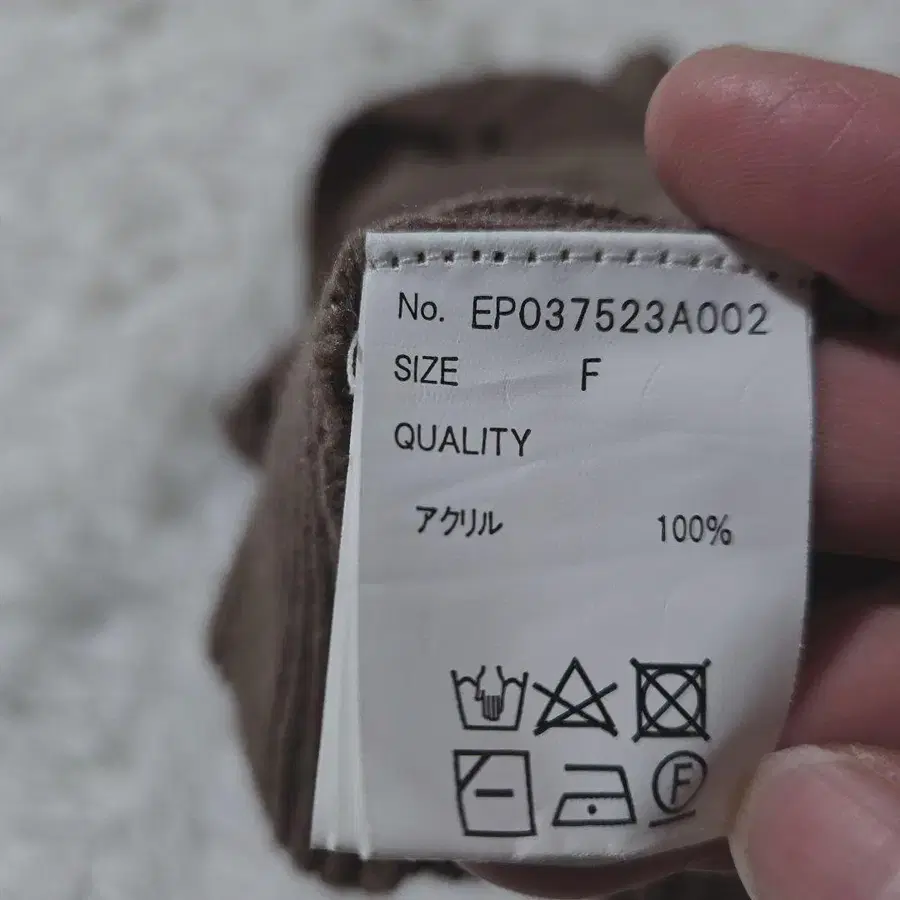 No. EP037523A002
SIZE F
QUALITY
アクリル 100%
F